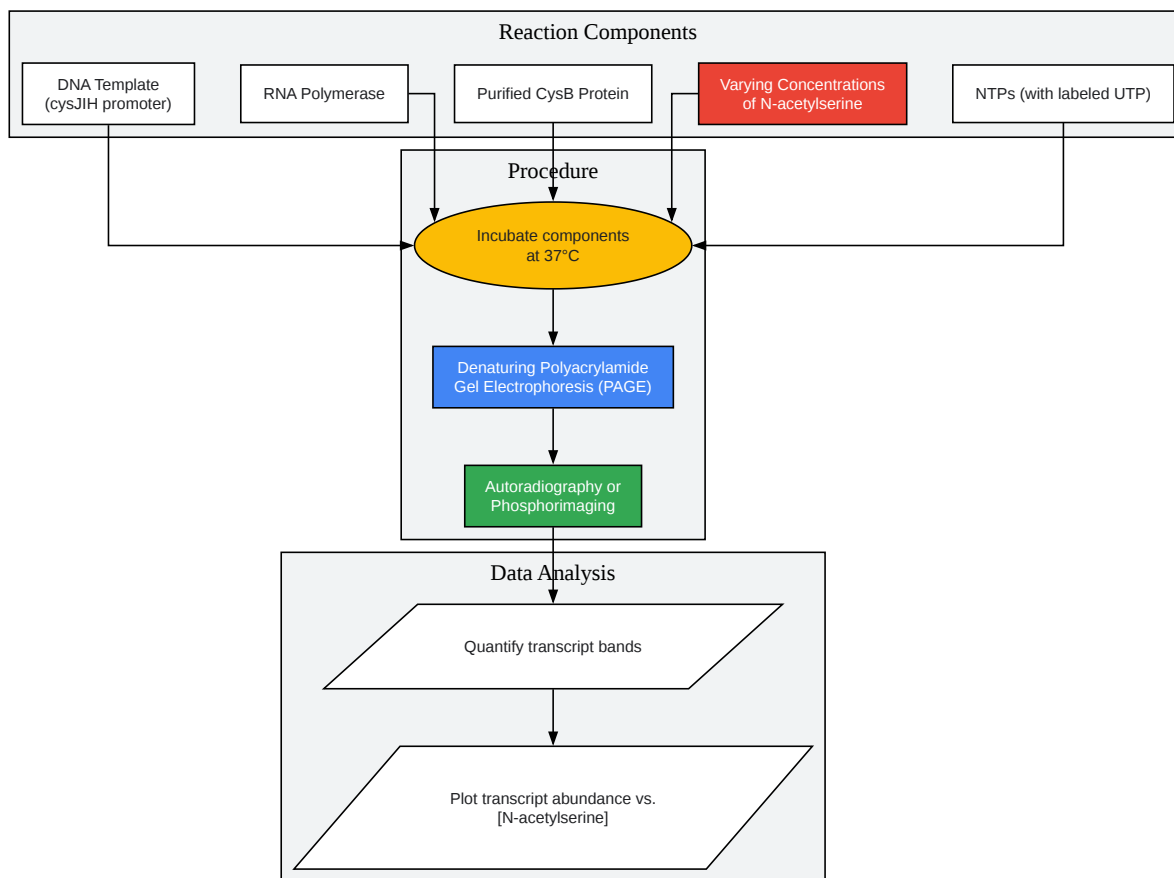 Reaction Components
DNA Template
(cysJIH promoter)
RNA Polymerase
Purified CysB Protein
Varying Concentrations
of N-acetylserine
NTPs (with labeled UTP)
Procedure
Incubate components
at 37°C
Denaturing Polyacrylamide
Gel Electrophoresis (PAGE)
Autoradiography or
Phosphorimaging
Data Analysis
Quantify transcript bands
Plot transcript abundance vs.
[N-acetylserine]